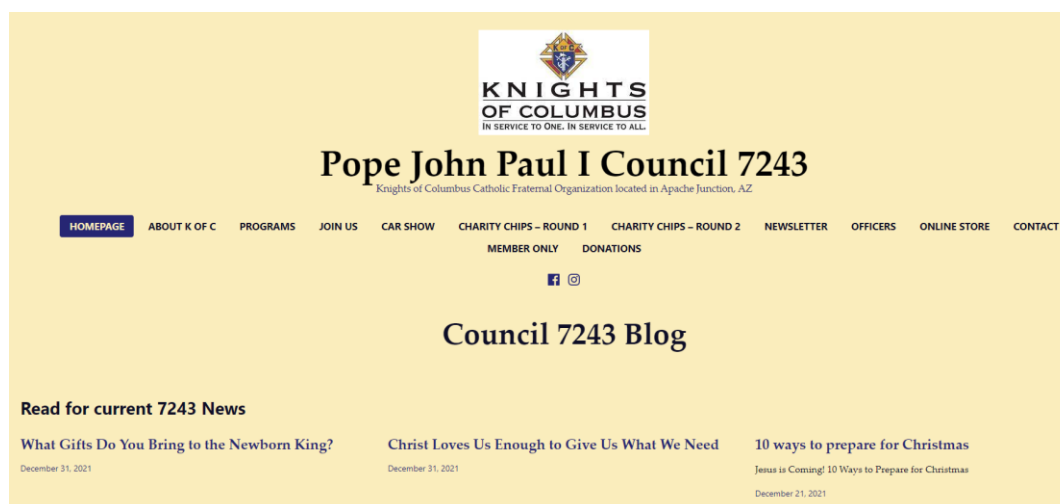 K of C
KNIGHTS
OF COLUMBUS
IN SERVICE TO ONE. IN SERVICE TO ALL.
Pope John Paul I Council 7243
Knights of Columbus Catholic Fraternal Organization located in Apache Junction, AZ
HOMEPAGE ABOUT K OF C PROGRAMS JOIN US CAR SHOW CHARITY CHIPS – ROUND 1 CHARITY CHIPS – ROUND 2 NEWSLETTER OFFICERS ONLINE STORE CONTACT
MEMBER ONLY DONATIONS
Council 7243 Blog
Read for current 7243 News
What Gifts Do You Bring to the Newborn King? Christ Loves Us Enough to Give Us What We Need 10 ways to prepare for Christmas
December 31, 2021 December 31, 2021 Jesus is Coming! 10 Ways to Prepare for Christmas
December 21, 2021